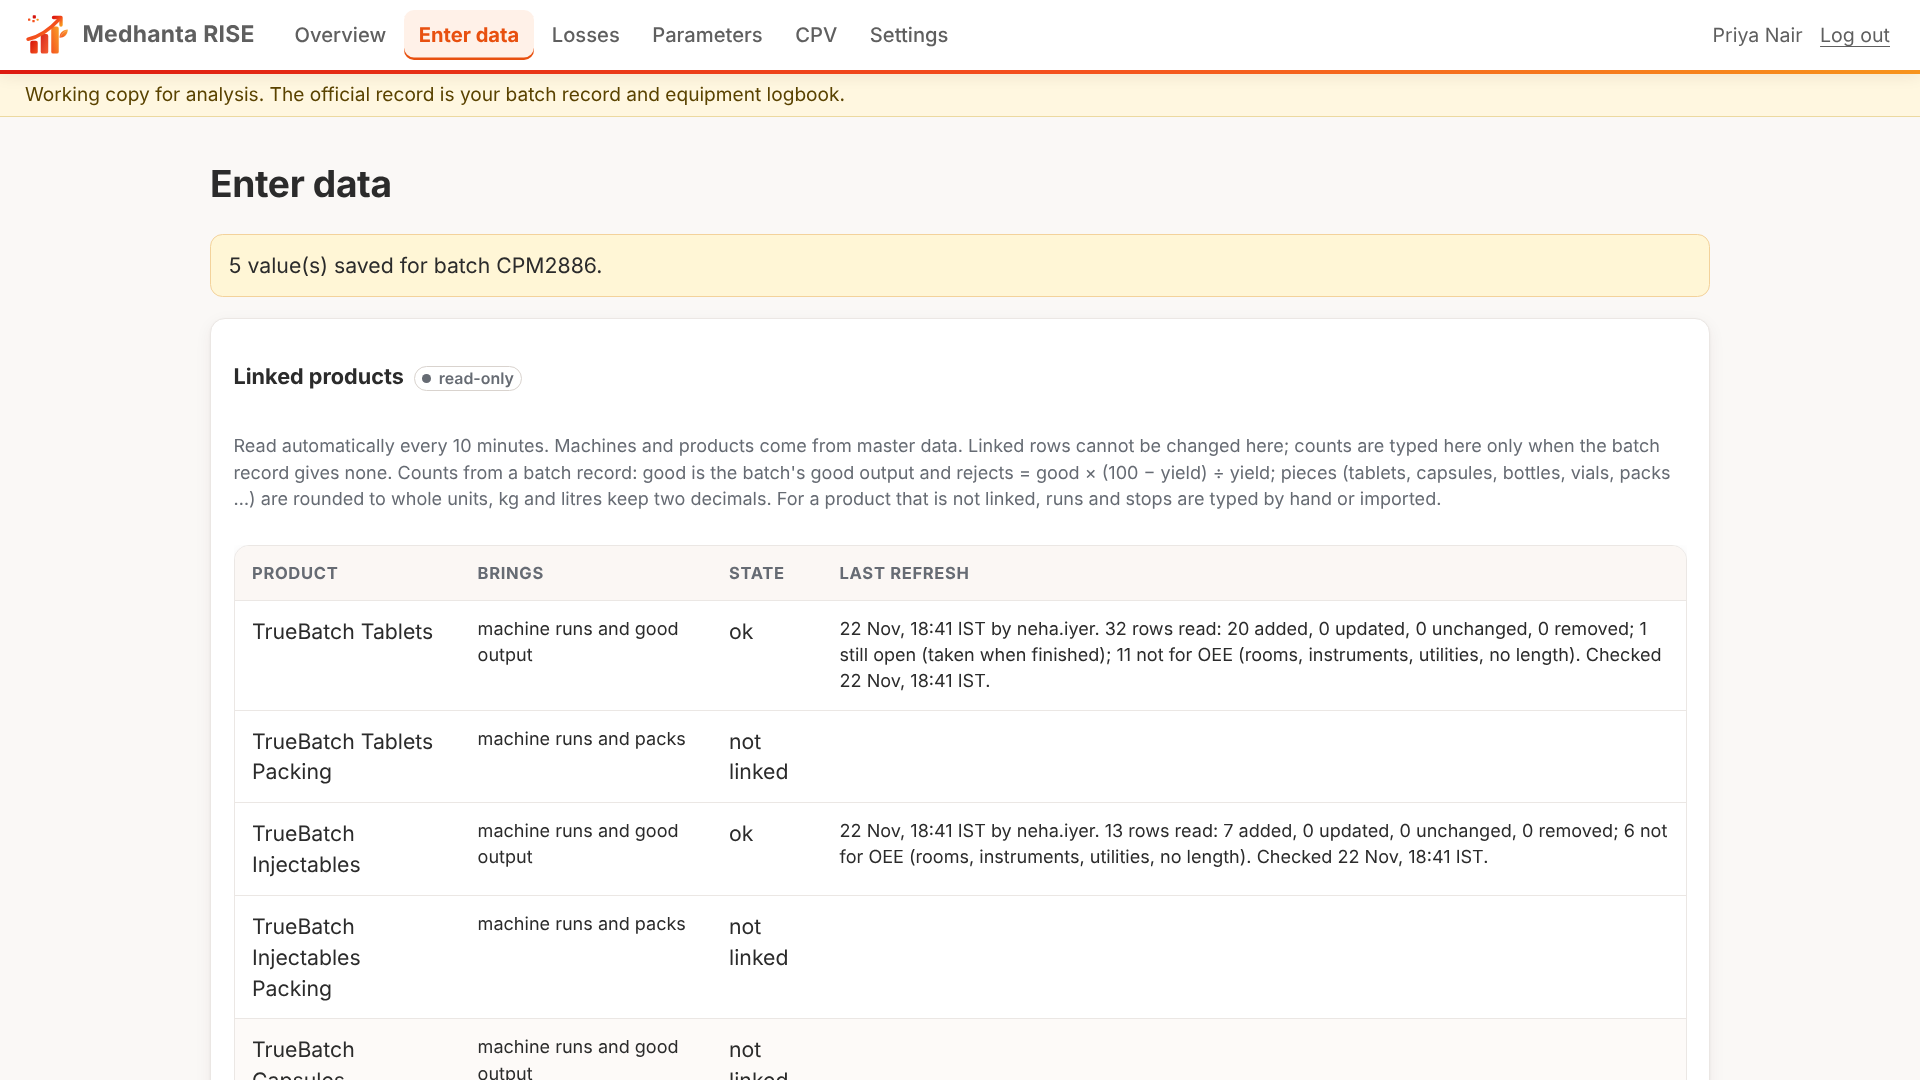 Medhanta RISE
Overview
Enter data
Losses
Parameters
CPV
Settings
Priya Nair
Log out
Working copy for analysis. The official record is your batch record and equipment logbook.
Enter data
5 value(s) saved for batch CPM2886.
Linked products
read-only
Read automatically every 10 minutes. Machines and products come from master data. Linked rows cannot be changed here; counts are typed here only when the batch
record gives none. Counts from a batch record: good is the batch's good output and rejects = good × (100 − yield) ÷ yield; pieces (tablets, capsules, bottles, vials, packs
...) are rounded to whole units, kg and litres keep two decimals. For a product that is not linked, runs and stops are typed by hand or imported.
PRODUCT
BRINGS
STATE
LAST REFRESH
TrueBatch Tablets
machine runs and good
output
ok
22 Nov, 18:41 IST by neha.iyer. 32 rows read: 20 added, 0 updated, 0 unchanged, 0 removed; 1
still open (taken when finished); 11 not for OEE (rooms, instruments, utilities, no length). Checked
22 Nov, 18:41 IST.
TrueBatch Tablets
Packing
machine runs and packs
not
linked
TrueBatch
Injectables
machine runs and good
output
ok
22 Nov, 18:41 IST by neha.iyer. 13 rows read: 7 added, 0 updated, 0 unchanged, 0 removed; 6 not
for OEE (rooms, instruments, utilities, no length). Checked 22 Nov, 18:41 IST.
TrueBatch
Injectables
Packing
machine runs and packs
not
linked
TrueBatch
Capsules
machine runs and good
output
not
linked